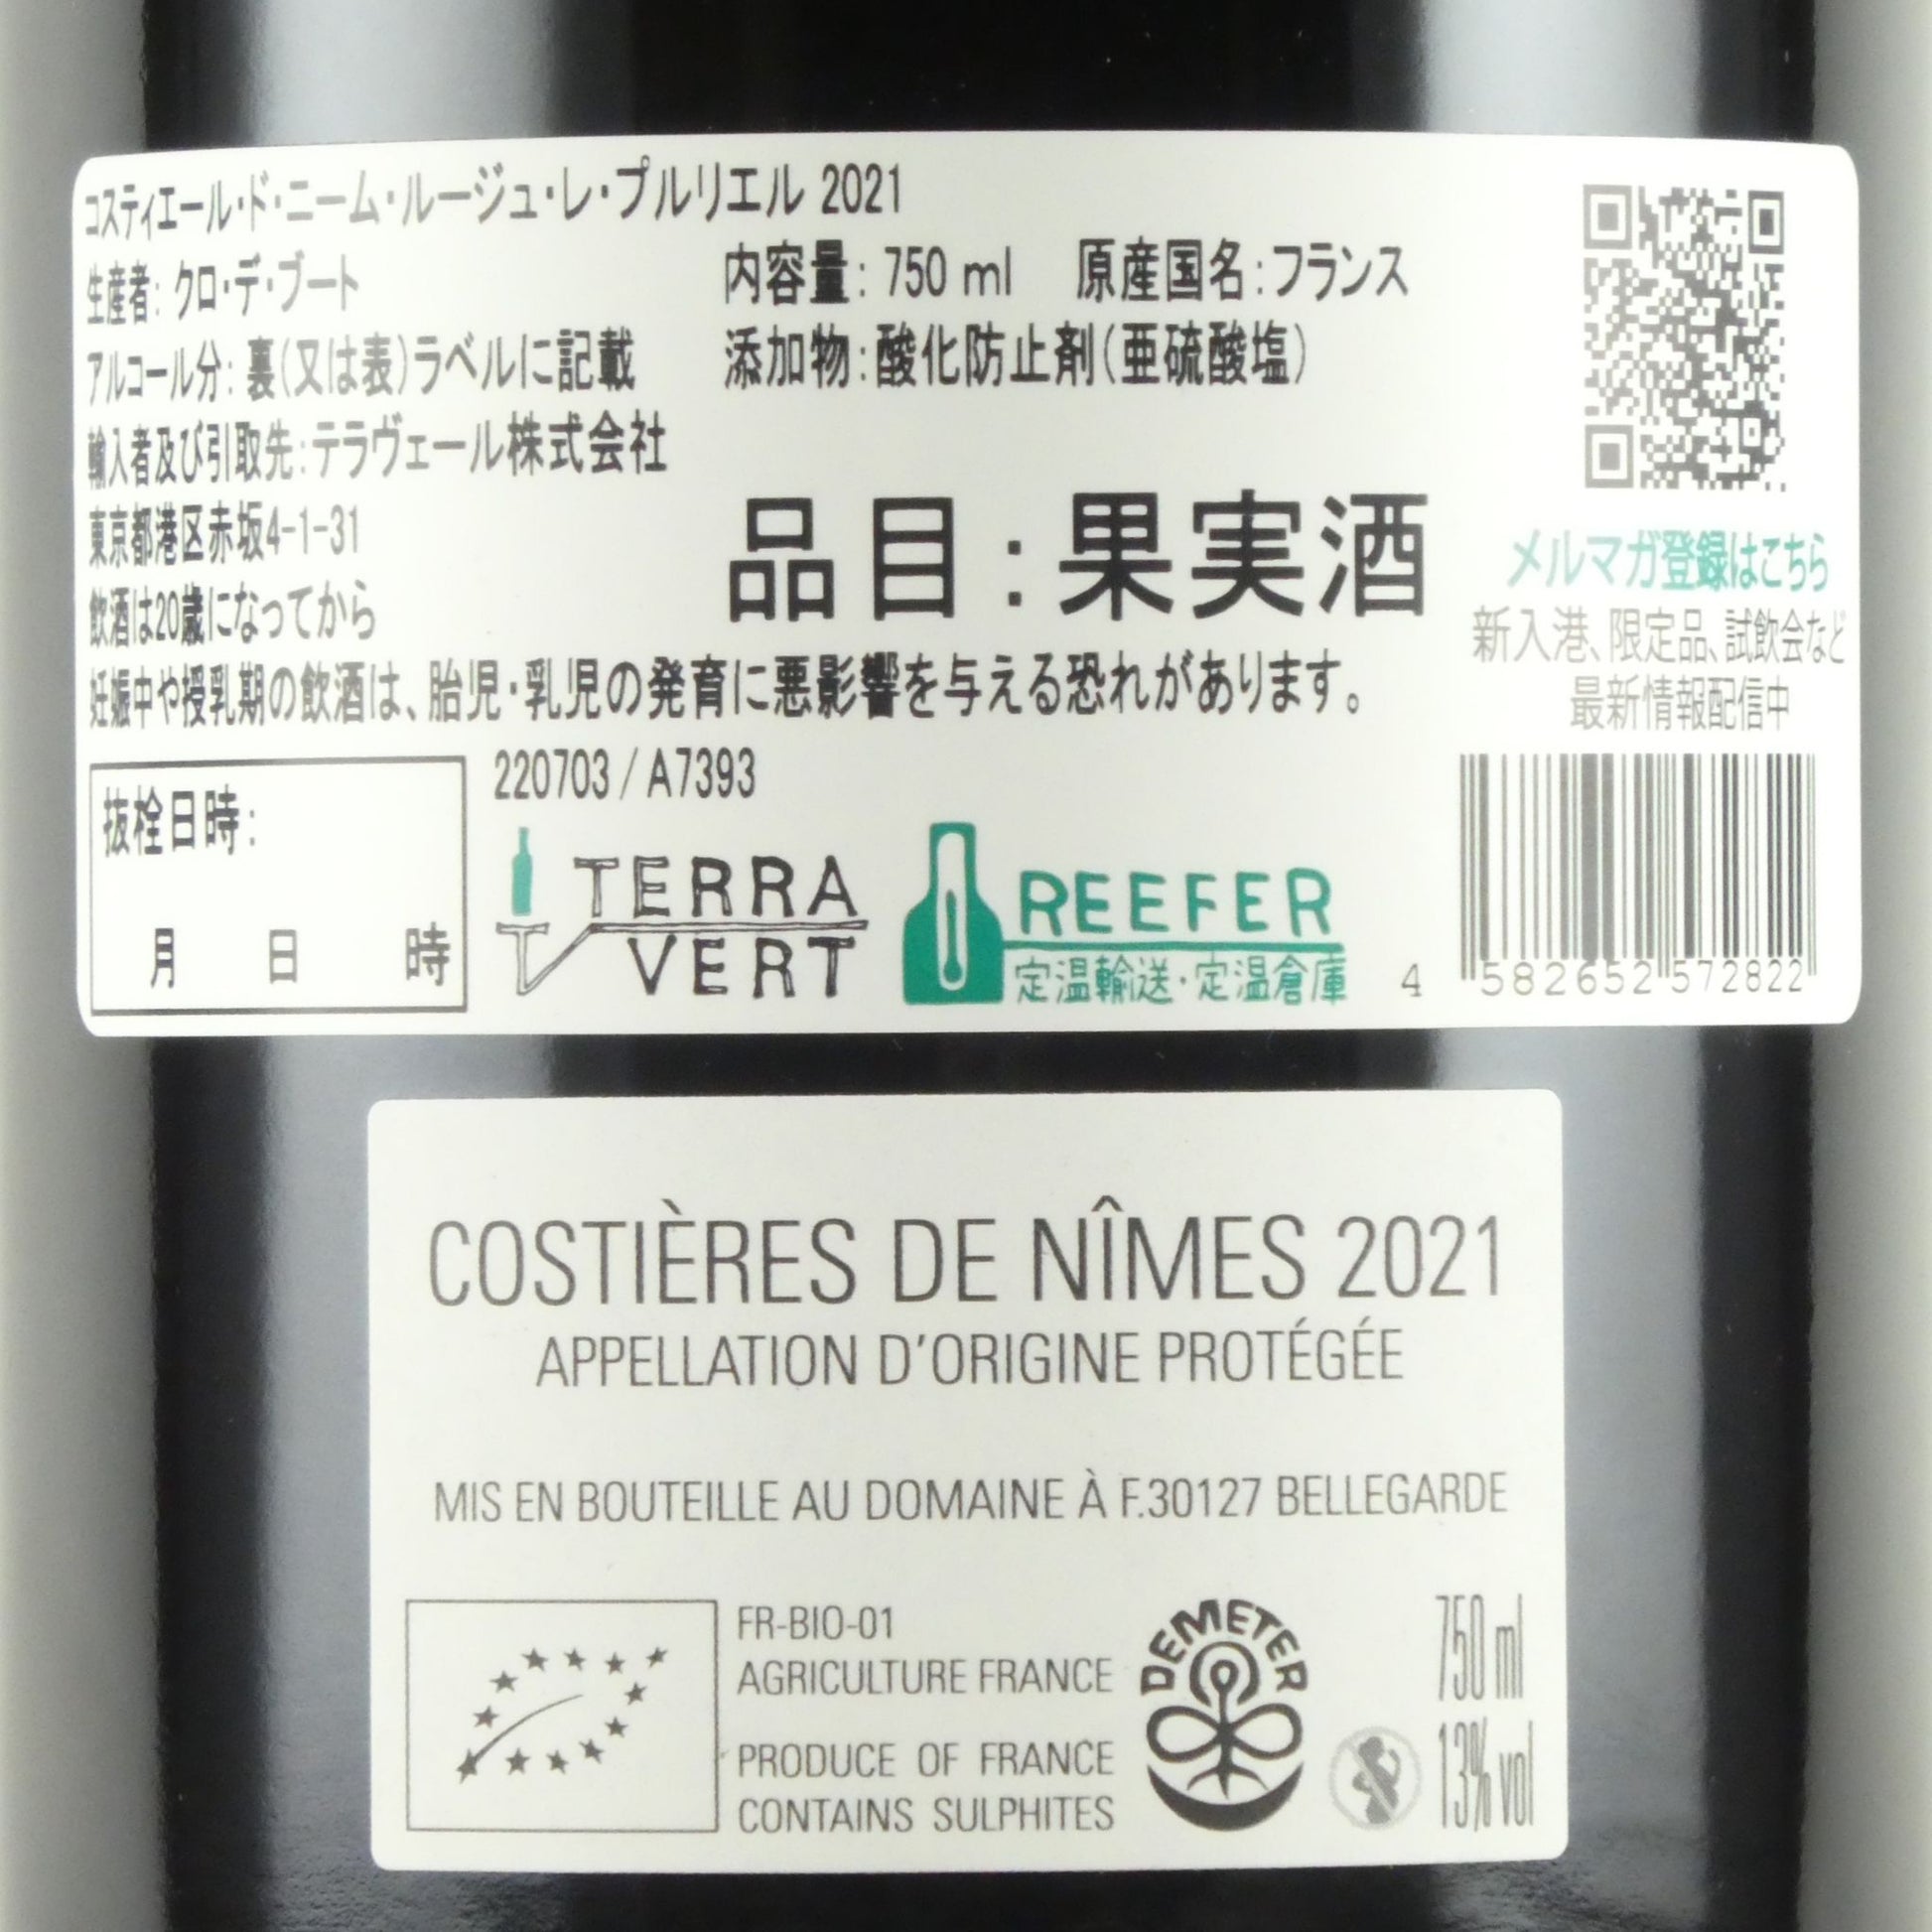 コスティエール・ド・ニーム・ルージュ・レ・プルリエル 2021
生産者: クロ・デ・ブート
内容量: 750 ml 原産国名:フランス
アルコール分: 裏(又は表)ラベルに記載
添加物:酸化防止剤(亜硫酸塩)
輸入者及び引取先:テラヴェール株式会社
東京都港区赤坂4-1-31
品目:果実酒
飲酒は20歳になってから
妊娠中や授乳期の飲酒は、胎児・乳児の発育に悪影響を与える恐れがあります。
メルマガ登録はこちら
新入港、限定品、試飲会など
最新情報配信中
抜栓日時:
月 日 時
220703 / A7393
TERRA
VERT
REEFER
定温輸送・定温倉庫
4 582652 572822
COSTIÈRES DE NÎMES 2021
APPELLATION D'ORIGINE PROTÉGÉE
MIS EN BOUTEILLE AU DOMAINE À F.30127 BELLEGARDE
FR-BIO-01
AGRICULTURE FRANCE
PRODUCE OF FRANCE
CONTAINS SULPHITES
DEMETER
750 ml
13% vol